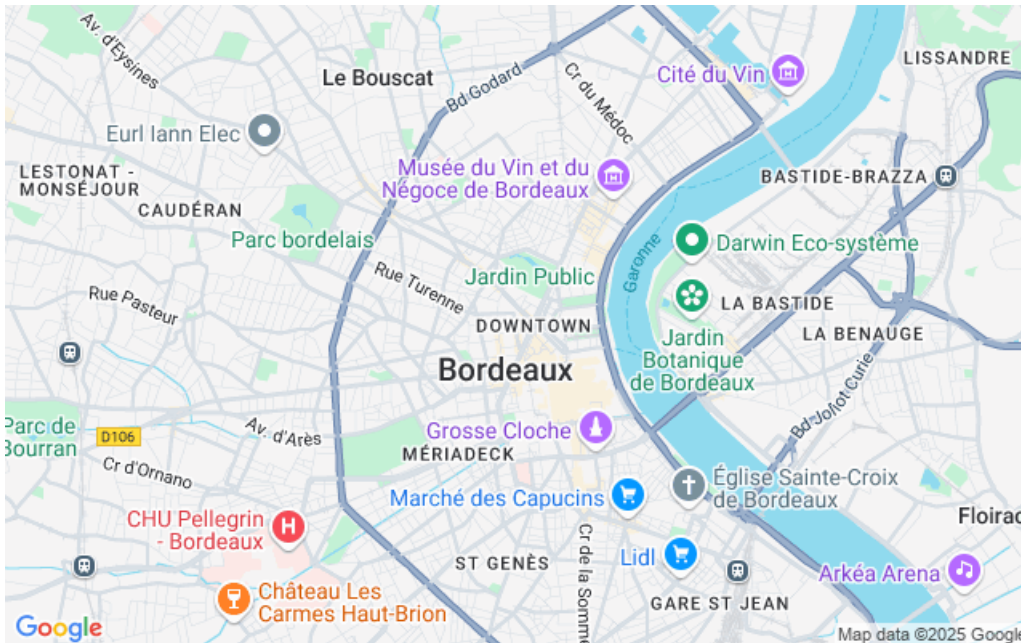 Av. d'Eysines
Le Bouscat
Bd Godard
Cr du Médoc
Cité du Vin
LISSANDRE
Eurl Iann Elec
LESTONAT -
MONSÉJOUR
CAUDÉRAN
Musée du Vin et du
Négoce de Bordeaux
BASTIDE-BRAZZA
Parc bordelais
Garonne
Darwin Eco-système
Rue Pasteur
Rue Turenne
Jardin Public
LA BASTIDE
DOWNTOWN
Jardin
Botanique
de Bordeaux
LA BENAUGE
Bordeaux
Bd Joliot Curie
Parc de
Bourran
D106
Av. d'Arès
Grosse Cloche
MÉRIADECK
Cr d'Ornano
Marché des Capucins
Église Sainte-Croix
de Bordeaux
CHU Pellegrin
- Bordeaux
H
Floirac
ST GENÈS
Cr de la Somme
Lidl
Arkéa Arena
Château Les
Carmes Haut-Brion
GARE ST JEAN
Google
Map data ©2025 Google